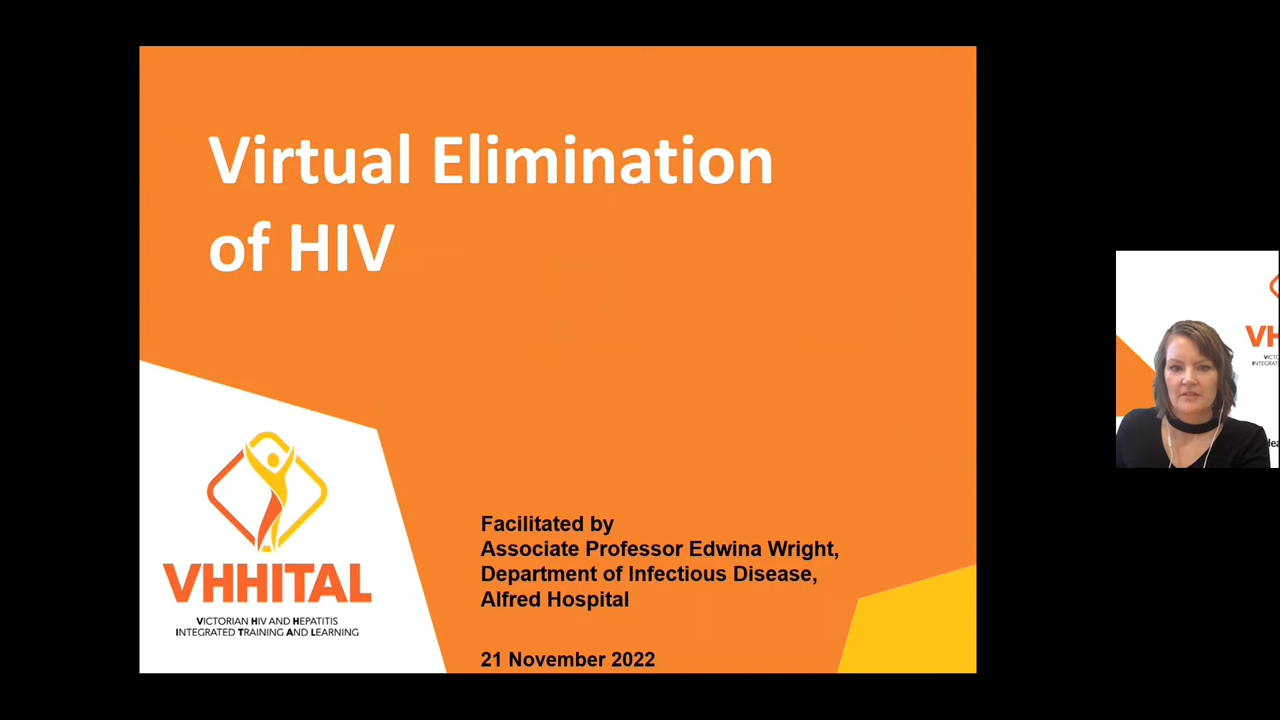 Virtual Elimination
of HIV
VHHITAL
VICTORIAN HIV AND HEPATITIS
INTEGRATED TRAINING AND LEARNING
Facilitated by
Associate Professor Edwina Wright,
Department of Infectious Disease,
Alfred Hospital
21 November 2022
VH